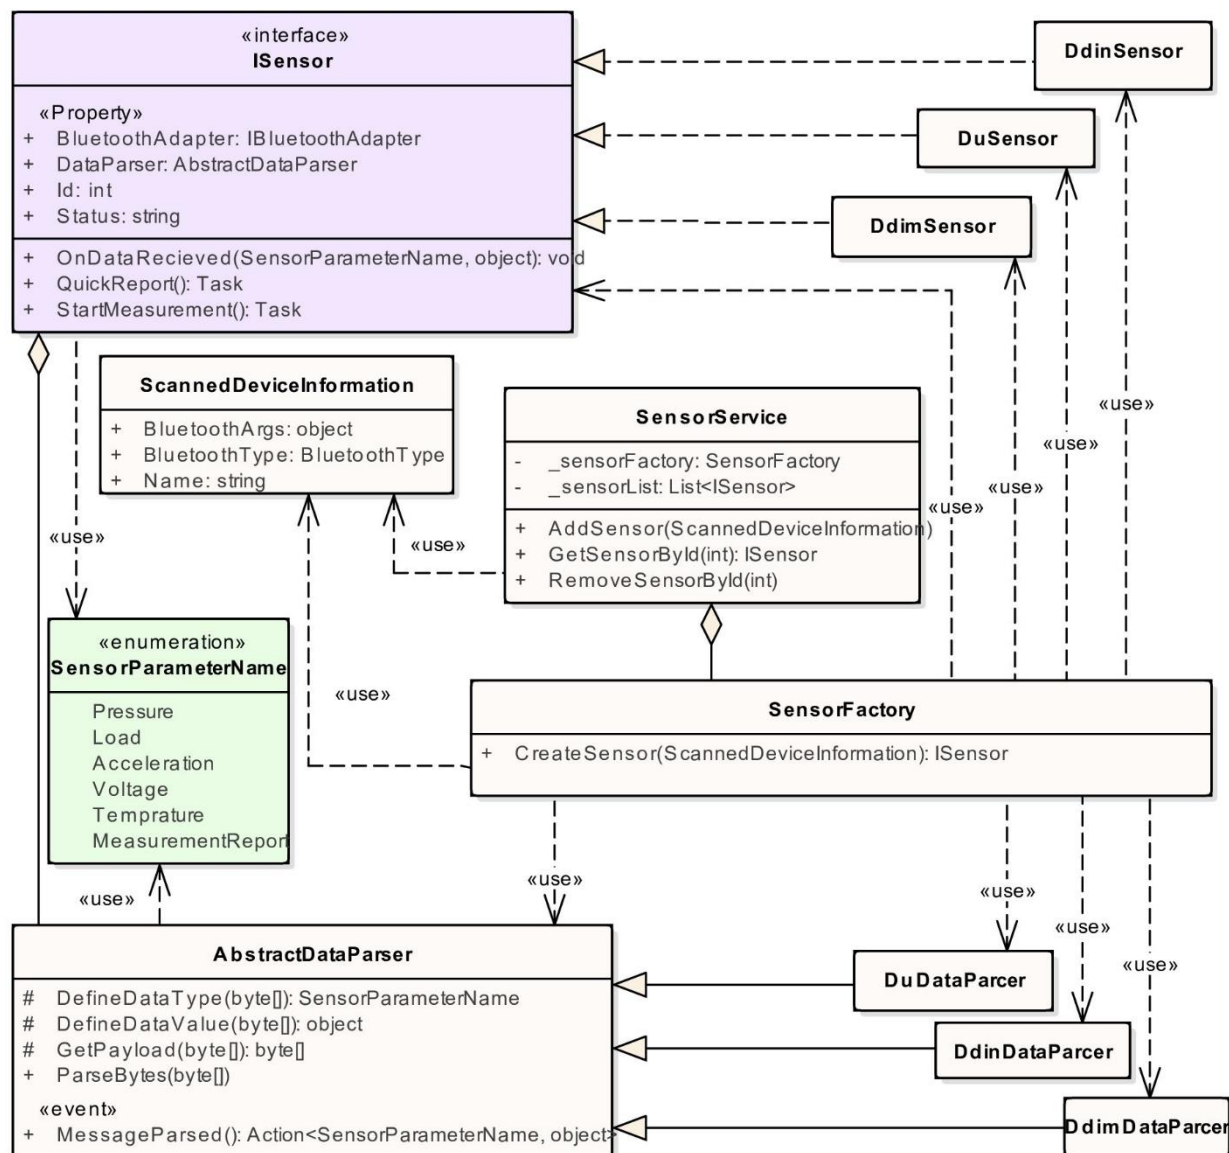 «interface»
ISensor
«Property»
+ BluetoothAdapter: IBluetoothAdapter
+ DataParser: AbstractDataParser
+ Id: int
+ Status: string
+ OnDataRecieved(SensorParameterName, object): void
+ QuickReport(): Task
+ StartMeasurement(): Task
DdinSensor
DuSensor
DdimSensor
«use»
«use»
«use»
«use»
ScannedDeviceInformation
+ BluetoothArgs: object
+ BluetoothType: BluetoothType
+ Name: string
SensorService
- _sensorFactory: SensorFactory
- _sensorList: List<ISensor>
+ AddSensor(ScannedDeviceInformation)
+ GetSensorById(int): ISensor
+ RemoveSensorById(int)
«use»
«use»
«enumeration»
SensorParameterName
Pressure
Load
Acceleration
Voltage
Temprature
MeasurementReport
«use»
SensorFactory
+ CreateSensor(ScannedDeviceInformation): ISensor
«use»
«use»
«use»
«use»
«use»
AbstractDataParser
# DefineDataType(byte[]): SensorParameterName
# DefineDataValue(byte[]): object
# GetPayload(byte[]): byte[]
+ ParseBytes(byte[])
«event»
+ MessageParsed(): Action<SensorParameterName, object>
DuDataParcer
DdinDataParcer
DdimDataParcer